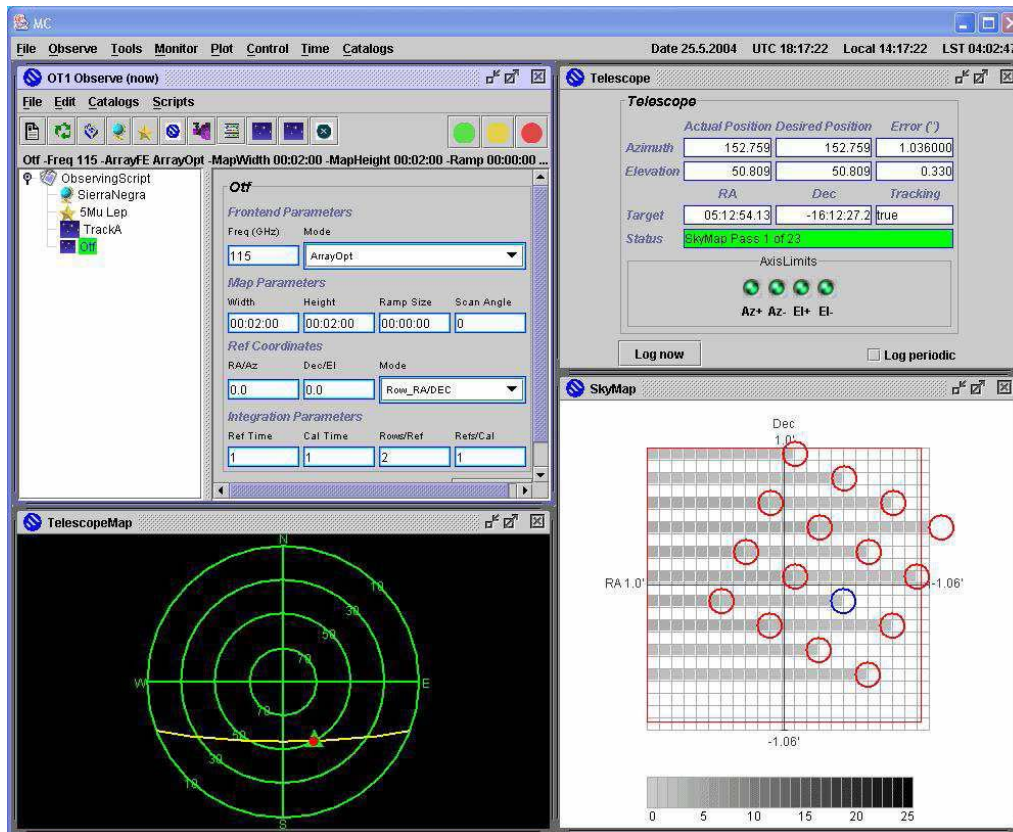 MC
File Observe Tools Monitor Plot Control Time Catalogs Date 25.5.2004 UTC 18:17:22 Local 14:17:22 LST 04:02:47
OT1 Observe (now)
File Edit Catalogs Scripts
Otf -Freq 115 -ArrayFE ArrayOpt -MapWidth 00:02:00 -MapHeight 00:02:00 -Ramp 00:00:00 ...
ObservingScript
SierraNegra
5Mu Lep
TrackA
Otf
Otf
Frontend Parameters
Freq (GHz) Mode
115 ArrayOpt
Map Parameters
Width Height Ramp Size Scan Angle
00:02:00 00:02:00 00:00:00 0
Ref Coordinates
RA/Az Dec/El Mode
0.0 0.0 Row_RA/DEC
Integration Parameters
Ref Time Cal Time Rows/Ref Refs/Cal
1 1 2 1
Telescope
Telescope
Actual Position Desired Position Error (")
Azimuth 152.759 152.759 1.036000
Elevation 50.809 50.809 0.330
RA Dec Tracking
Target 05:12:54.13 -16:12:27.2 true
Status SkyMap Pass 1 of 23
AxisLimits
Az+ Az- El+ El-
Log now Log periodic
TelescopeMap
N
10
30
50
70
W E
70
50
30
10
S
SkyMap
Dec
1.0'
RA 1.0' -1.06'
-1.06'
0 5 10 15 20 25